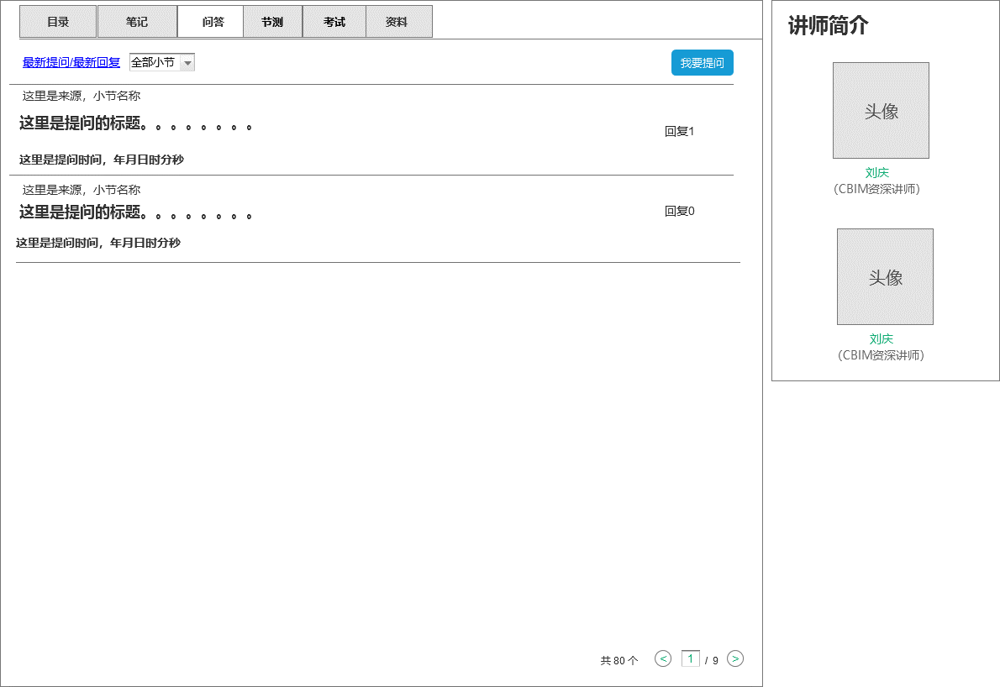 目录 笔记 问答 节测 考试 资料
最新提问/最新回复 全部小节 我要提问
这里是来源，小节名称
这里是提问的标题。。。。。。。。
回复1
这里是提问时间，年月日时分秒
这里是来源，小节名称
这里是提问的标题。。。。。。。。
回复0
这里是提问时间，年月日时分秒
共 80 个 < 1 / 9 >
讲师简介
头像
刘庆
（CBIM资深讲师）
头像
刘庆
（CBIM资深讲师）